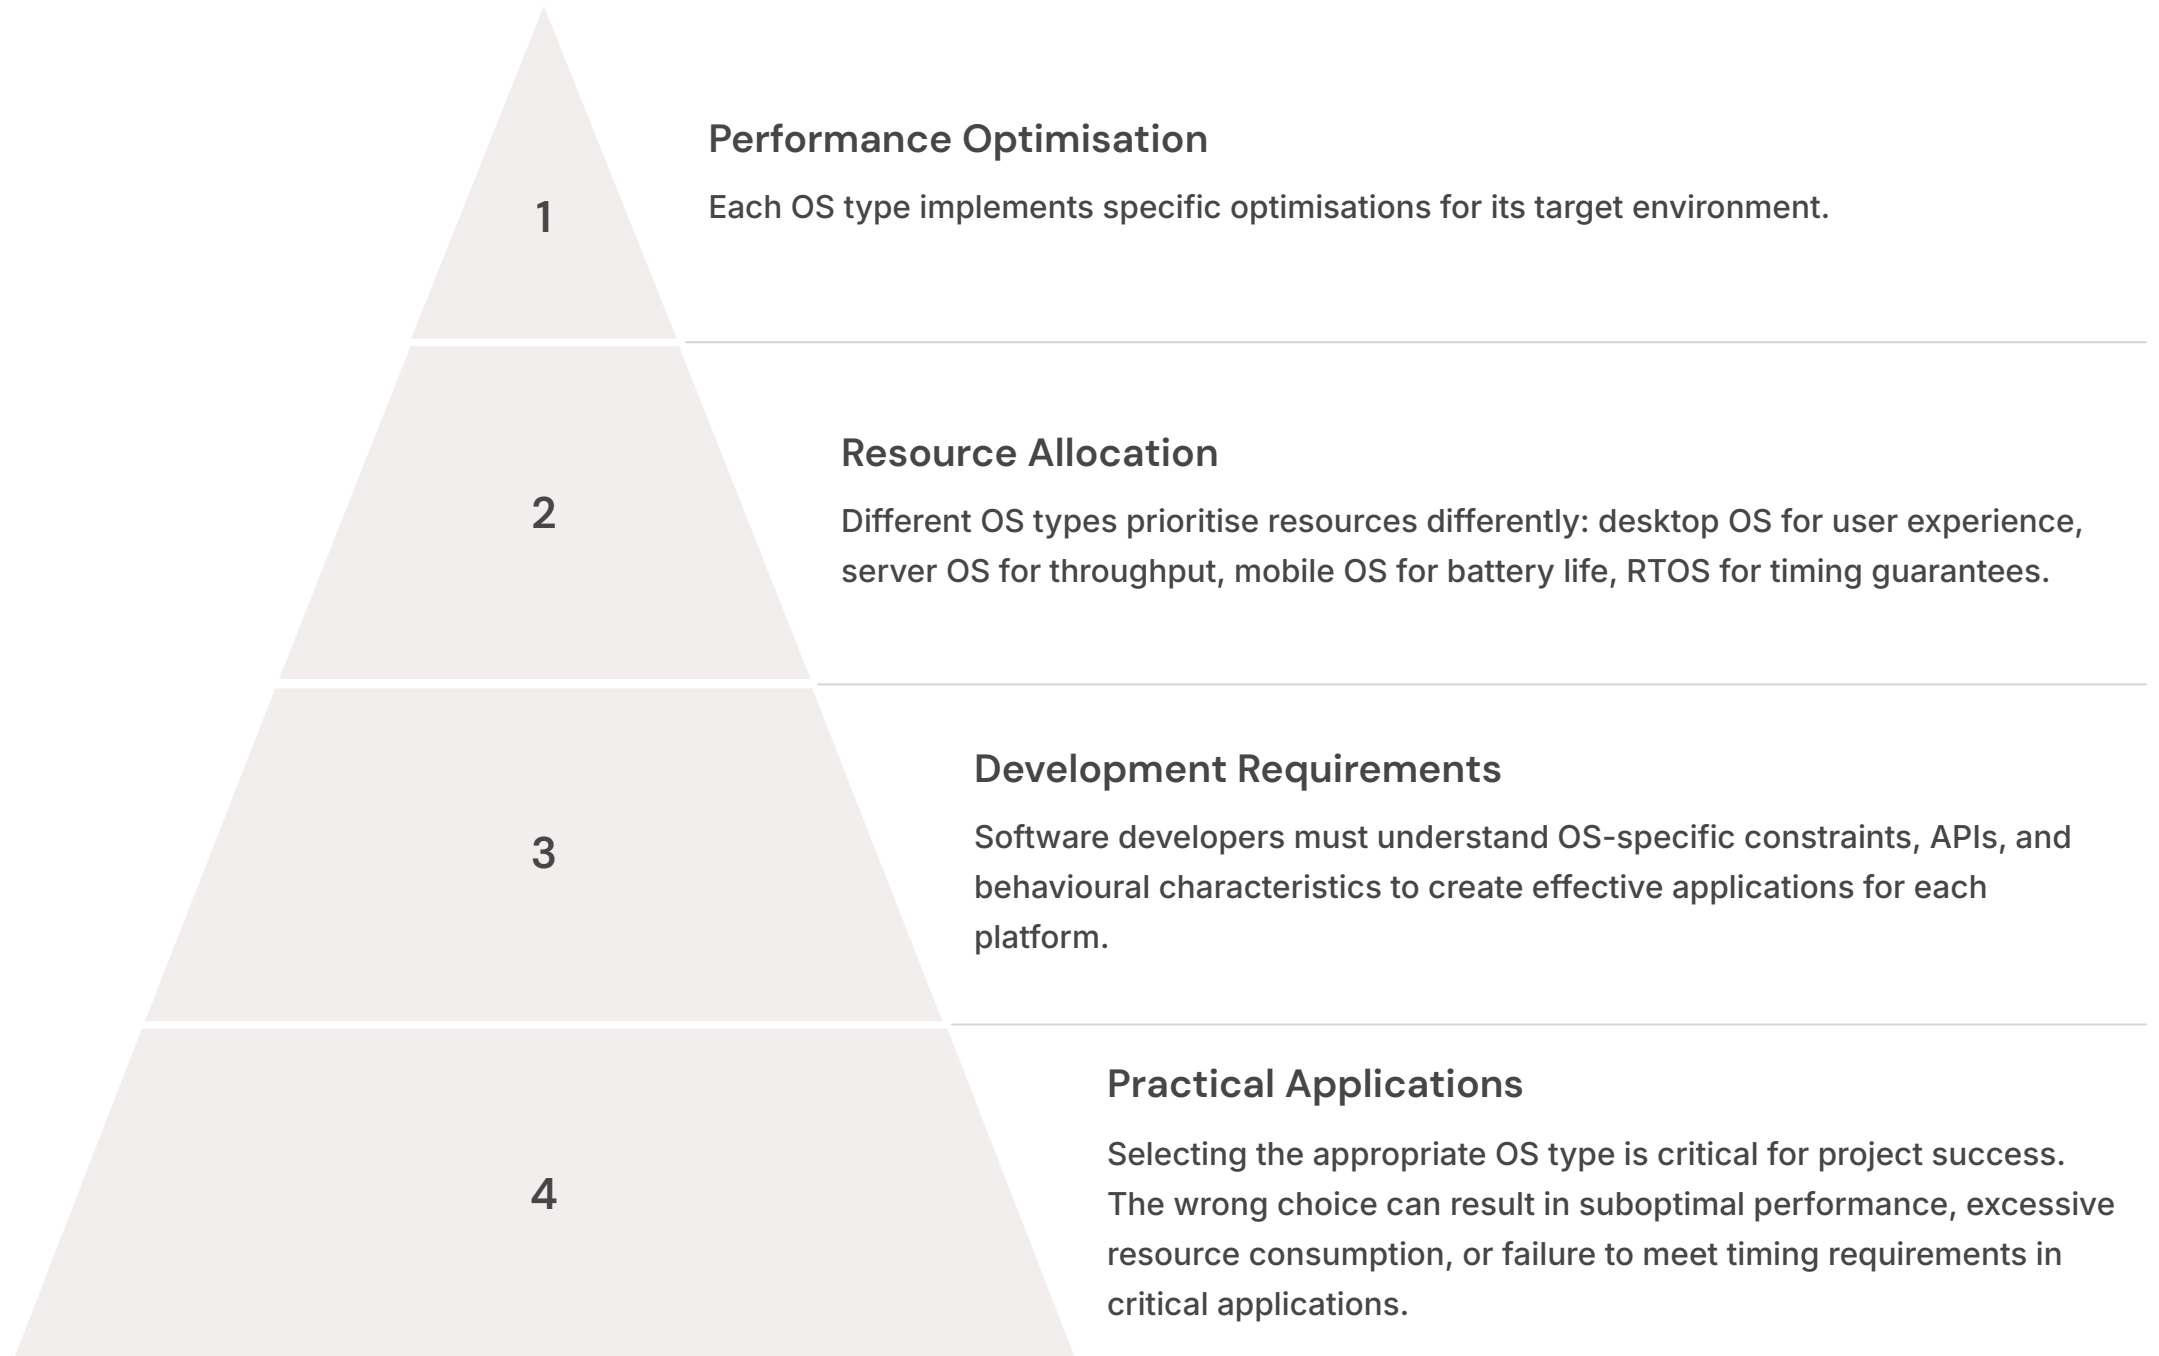 1
Performance Optimisation
Each OS type implements specific optimisations for its target environment.
2
Resource Allocation
Different OS types prioritise resources differently: desktop OS for user experience,
server OS for throughput, mobile OS for battery life, RTOS for timing guarantees.
3
Development Requirements
Software developers must understand OS-specific constraints, APIs, and
behavioural characteristics to create effective applications for each
platform.
4
Practical Applications
Selecting the appropriate OS type is critical for project success.
The wrong choice can result in suboptimal performance, excessive
resource consumption, or failure to meet timing requirements in
critical applications.